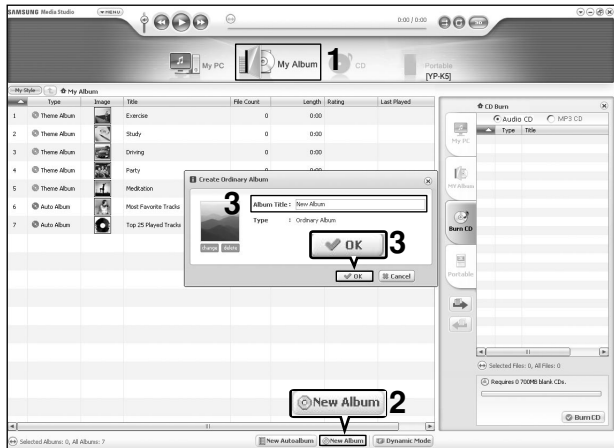 SAMSUNG Media Studio
MENU
0:00 / 0:00
My PC
My Album
1
CD
Portable
[YP-K5]
My Style
My Album
Type Image Title File Count Length Rating Last Played
1 Theme Album Exercise 0 0:00
2 Theme Album Study 0 0:00
3 Theme Album Driving 0 0:00
4 Theme Album Party 0 0:00
5 Theme Album Meditation
6 Auto Album Most Favorite Tracks
7 Auto Album Top 25 Played Tracks
Create Ordinary Album
3
Album Title : New Album
Type : Ordinary Album
change delete
OK
3
OK Cancel
New Album
2
New Autoalbum New Album Dynamic Mode
Selected Albums: 0, All Albums: 7
CD Burn
Audio CD MP3 CD
Type Title
My PC
MY Album
Burn CD
Portable
Selected Files: 0, All Files: 0
Requires 0 700MB blank CDs.
Burn CD